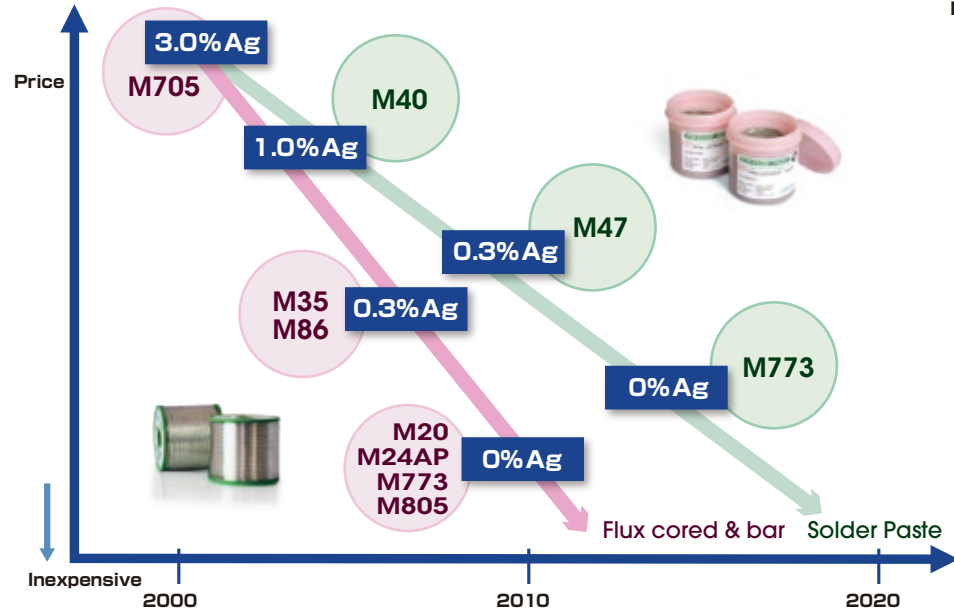 Price
3.0%Ag
M705
M40
1.0%Ag
M47
0.3%Ag
M35
M86
0.3%Ag
M773
0%Ag
M20
M24AP
M773
M805
0%Ag
Flux cored & bar
Solder Paste
Inexpensive
2000
2010
2020